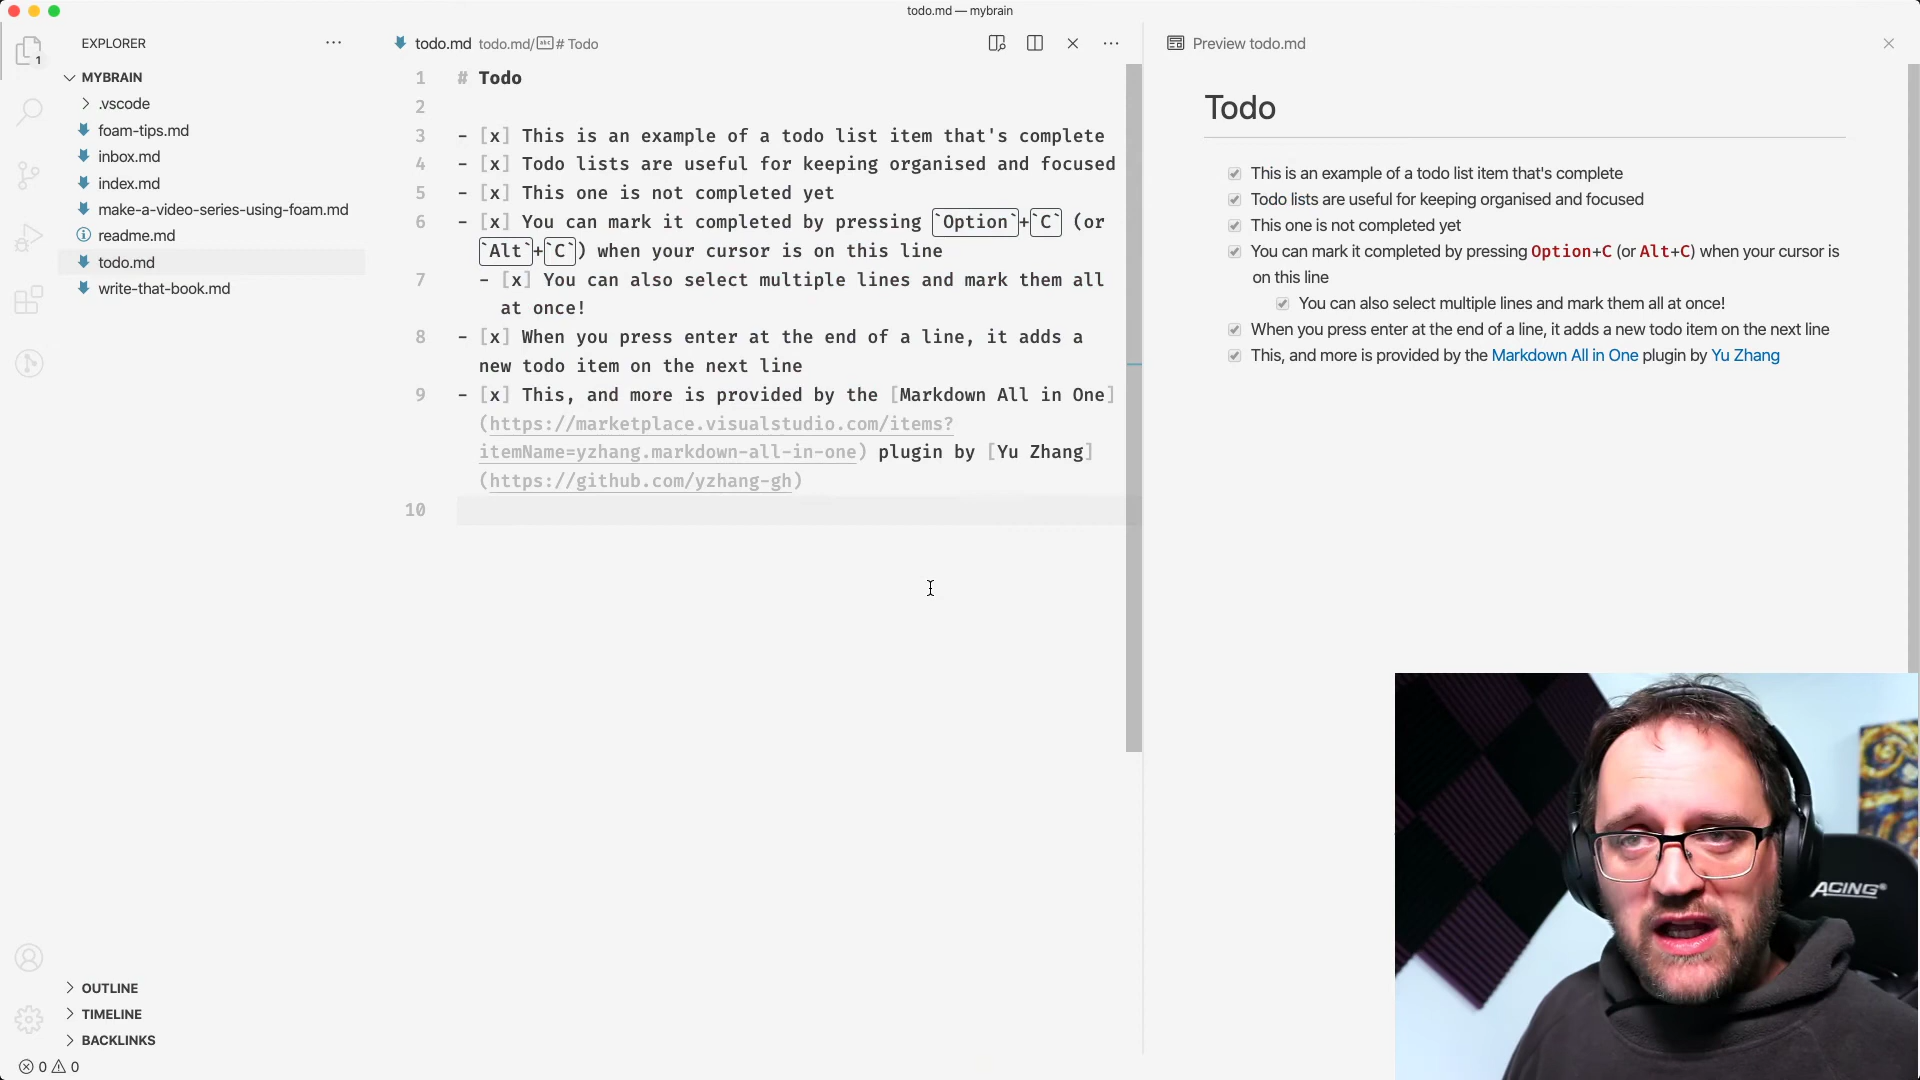 todo.md — mybrain
EXPLORER
1
MYBRAIN
.vscode
foam-tips.md
inbox.md
index.md
make-a-video-series-using-foam.md
readme.md
todo.md
write-that-book.md
OUTLINE
TIMELINE
BACKLINKS
0 0
todo.md todo.md/ # Todo
1 # Todo
2
3 - [x] This is an example of a todo list item that's complete
4 - [x] Todo lists are useful for keeping organised and focused
5 - [x] This one is not completed yet
6 - [x] You can mark it completed by pressing `Option`+`C` (or
`Alt`+`C`) when your cursor is on this line
7 - [x] You can also select multiple lines and mark them all
at once!
8 - [x] When you press enter at the end of a line, it adds a
new todo item on the next line
9 - [x] This, and more is provided by the [Markdown All in One]
(https://marketplace.visualstudio.com/items?
itemName=yzhang.markdown-all-in-one) plugin by [Yu Zhang]
(https://github.com/yzhang-gh)
10
Preview todo.md
Todo
This is an example of a todo list item that's complete
Todo lists are useful for keeping organised and focused
This one is not completed yet
You can mark it completed by pressing Option+C (or Alt+C) when your cursor is
on this line
You can also select multiple lines and mark them all at once!
When you press enter at the end of a line, it adds a new todo item on the next line
This, and more is provided by the Markdown All in One plugin by Yu Zhang
ACING